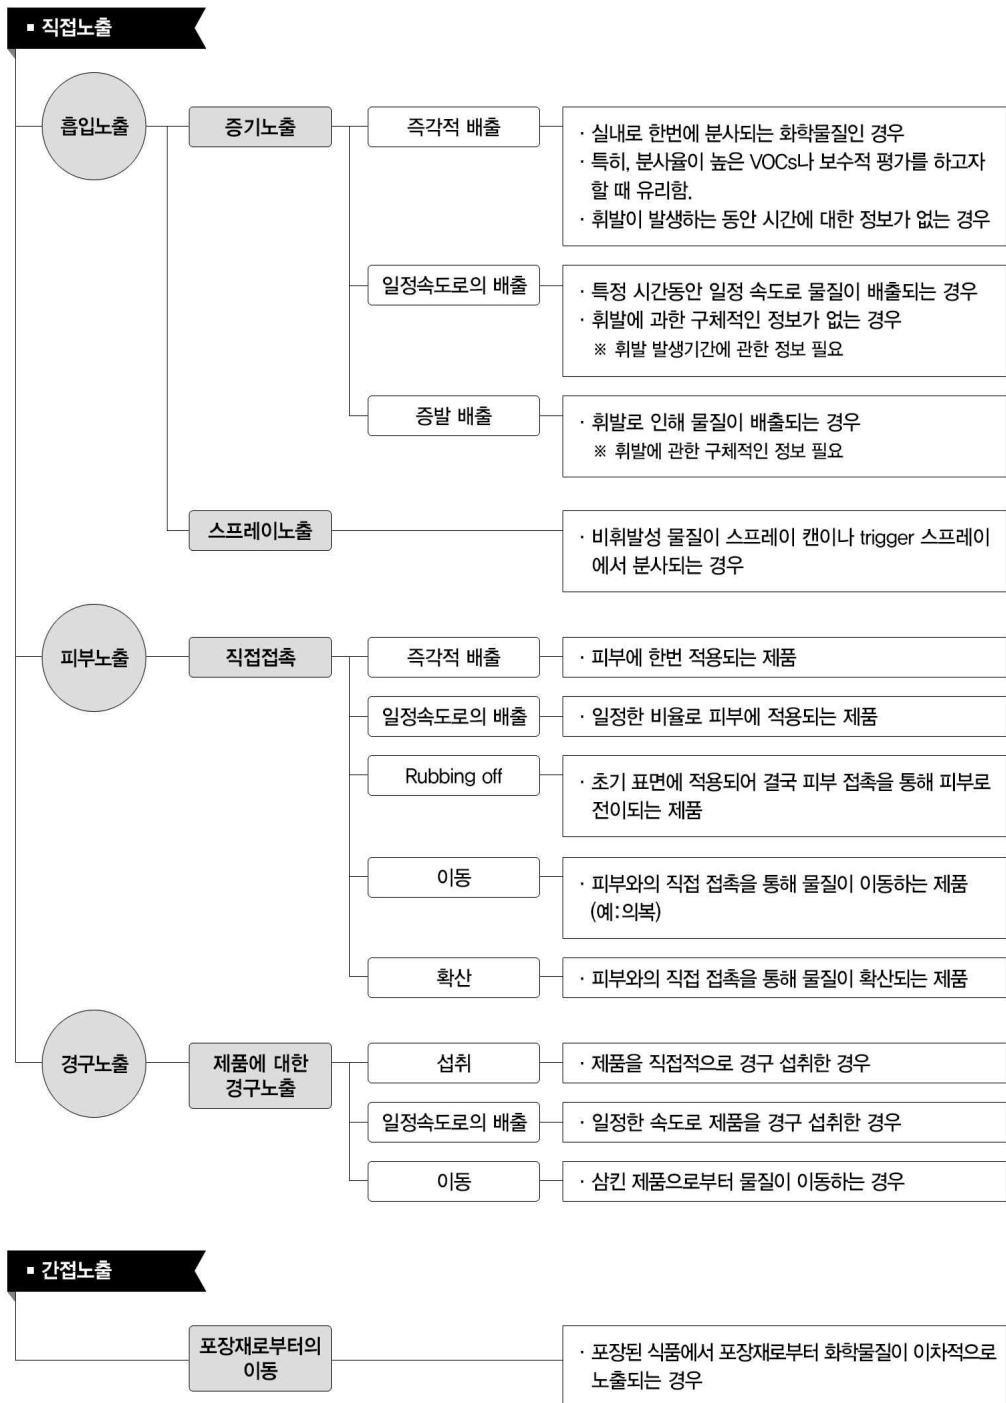 ▪ 직접노출
흡입노출
증기노출
즉각적 배출
· 실내로 한번에 분사되는 화학물질인 경우
· 특히, 분사율이 높은 VOCs나 보수적 평가를 하고자
할 때 유리함.
· 휘발이 발생하는 동안 시간에 대한 정보가 없는 경우
일정속도로의 배출
· 특정 시간동안 일정 속도로 물질이 배출되는 경우
· 휘발에 과한 구체적인 정보가 없는 경우
※ 휘발 발생기간에 관한 정보 필요
증발 배출
· 휘발로 인해 물질이 배출되는 경우
※ 휘발에 관한 구체적인 정보 필요
스프레이노출
· 비휘발성 물질이 스프레이 캔이나 trigger 스프레이
에서 분사되는 경우
피부노출
직접접촉
즉각적 배출
· 피부에 한번 적용되는 제품
일정속도로의 배출
· 일정한 비율로 피부에 적용되는 제품
Rubbing off
· 초기 표면에 적용되어 결국 피부 접촉을 통해 피부로
전이되는 제품
이동
· 피부와의 직접 접촉을 통해 물질이 이동하는 제품
(예:의복)
확산
· 피부와의 직접 접촉을 통해 물질이 확산되는 제품
경구노출
제품에 대한
경구노출
섭취
· 제품을 직접적으로 경구 섭취한 경우
일정속도로의 배출
· 일정한 속도로 제품을 경구 섭취한 경우
이동
· 삼킨 제품으로부터 물질이 이동하는 경우
▪ 간접노출
포장재로부터의
이동
· 포장된 식품에서 포장재로부터 화학물질이 이차적으로
노출되는 경우